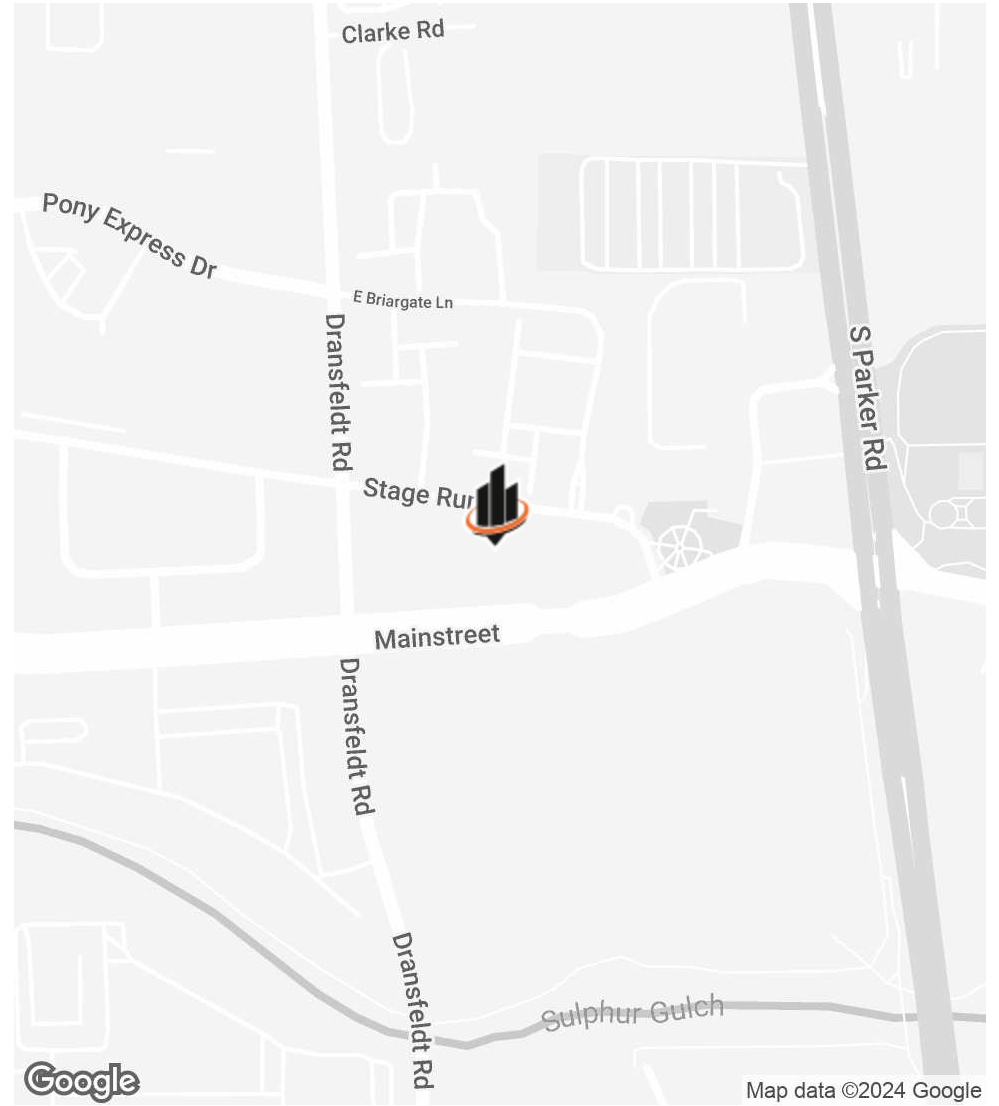 Clarke Rd
Pony Express Dr
E Briargate Ln
Dransfeldt Rd
S Parker Rd
Stage Ru
Mainstreet
Dransfeldt Rd
Dransfeldt Rd
Sulphur Gulch
Google
Map data ©2024 Google